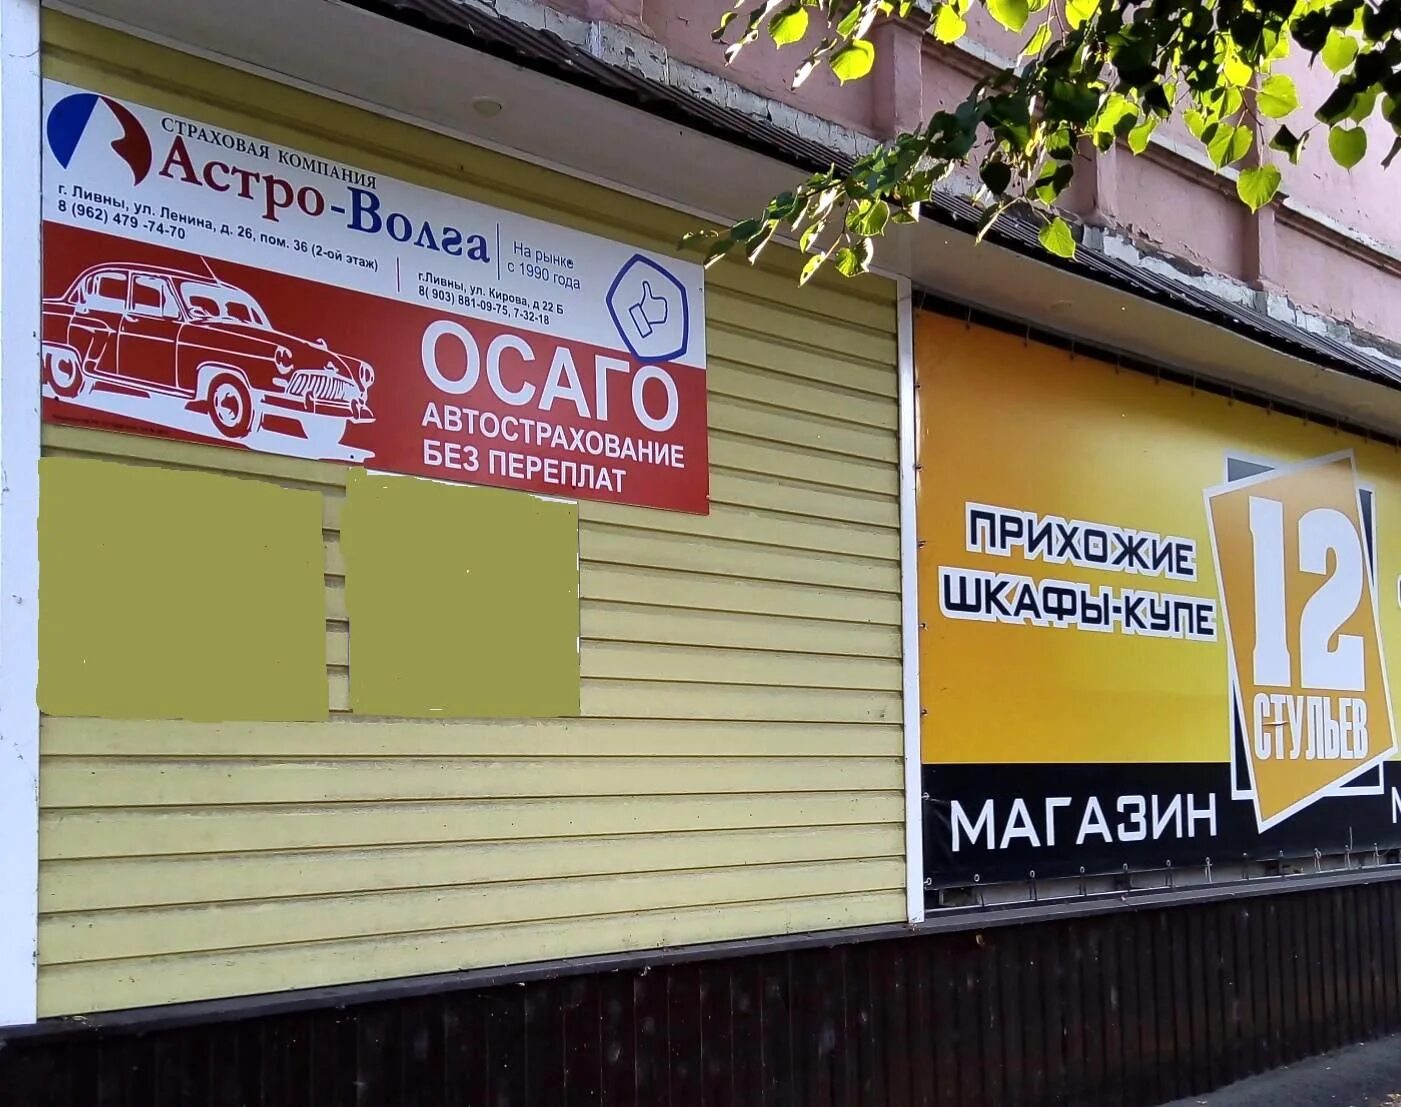 СТРАХОВАЯ КОМПАНИЯ
Астро-Волга
На рынке
с 1990 года
г. Ливны, ул. Ленина, д. 26, пом. 36 (2-ой этаж)
8 (962) 479 -74-70
г.Ливны, ул. Кирова, д 22 Б
8( 903) 881-09-75, 7-32-18
ОСАГО
АВТОСТРАХОВАНИЕ
БЕЗ ПЕРЕПЛАТ
ПРИХОЖИЕ
ШКАФЫ-КУПЕ
12
СТУЛЬЕВ
МАГАЗИН